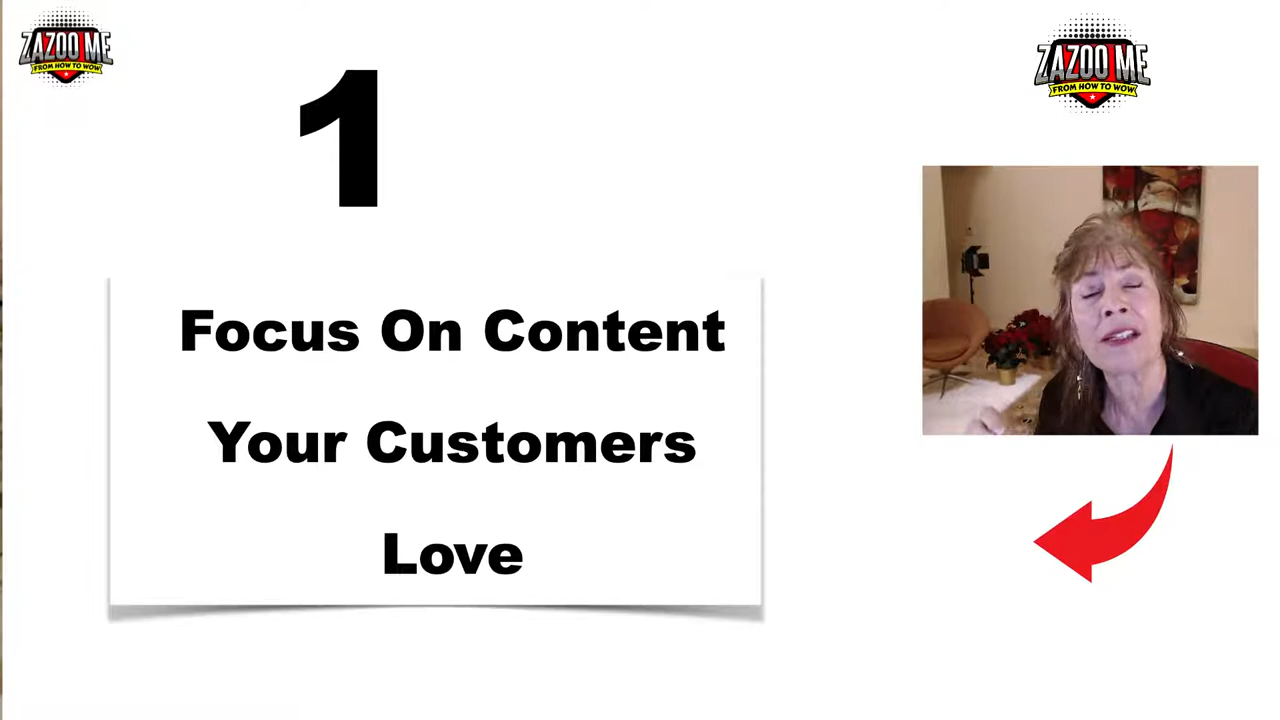 ZAZOO ME
FROM HOW TO WOW
ZAZOO ME
FROM HOW TO WOW
1
Focus On Content
Your Customers
Love